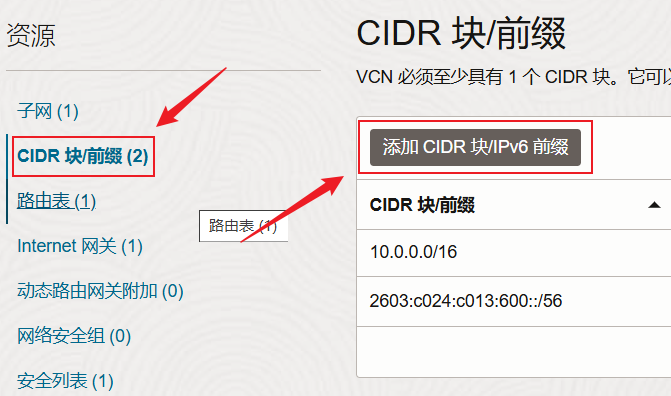 资源
子网 (1)
CIDR 块/前缀 (2)
路由表 (1)
路由表 (1)
Internet 网关 (1)
动态路由网关附加 (0)
网络安全组 (0)
安全列表 (1)
CIDR 块/前缀
VCN 必须至少具有 1 个 CIDR 块。它可以
添加 CIDR 块/IPv6 前缀
CIDR 块/前缀
10.0.0.0/16
2603:c024:c013:600::/56